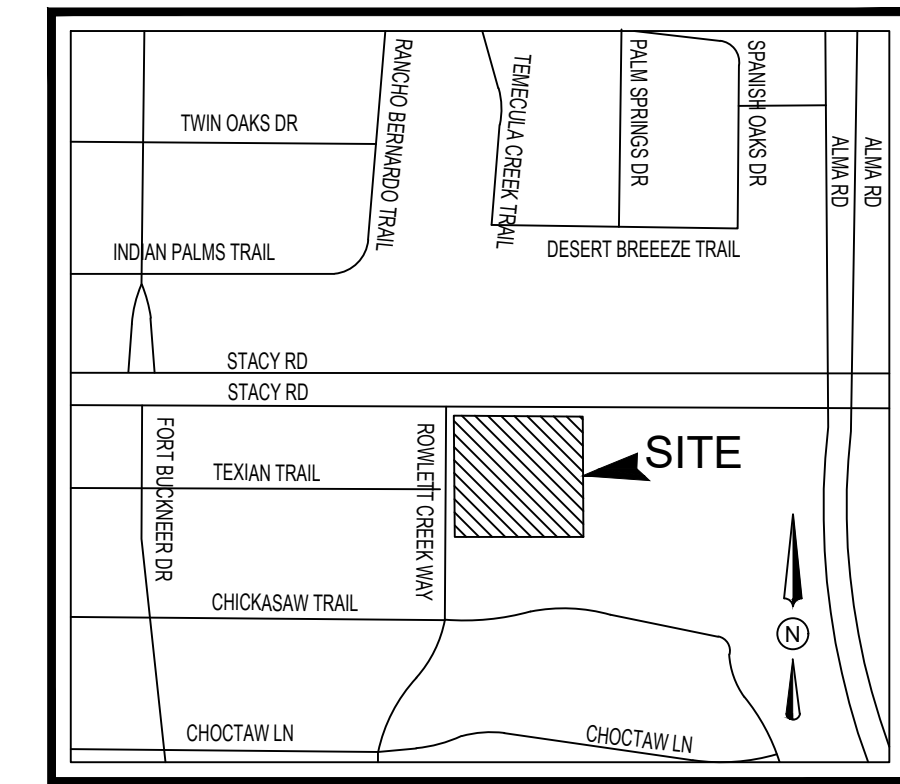 TWIN OAKS DR
RANCHO BERNARDO TRAIL
TEMECULA CREEK TRAIL
PALM SPRINGS DR
SPANISH OAKS DR
ALMA RD
ALMA RD
INDIAN PALMS TRAIL
DESERT BREEEZE TRAIL
STACY RD
STACY RD
FORT BUCKNEER DR
TEXIAN TRAIL
ROWLETT CREEK WAY
SITE
CHICKASAW TRAIL
N
CHOCTAW LN
CHOCTAW LN